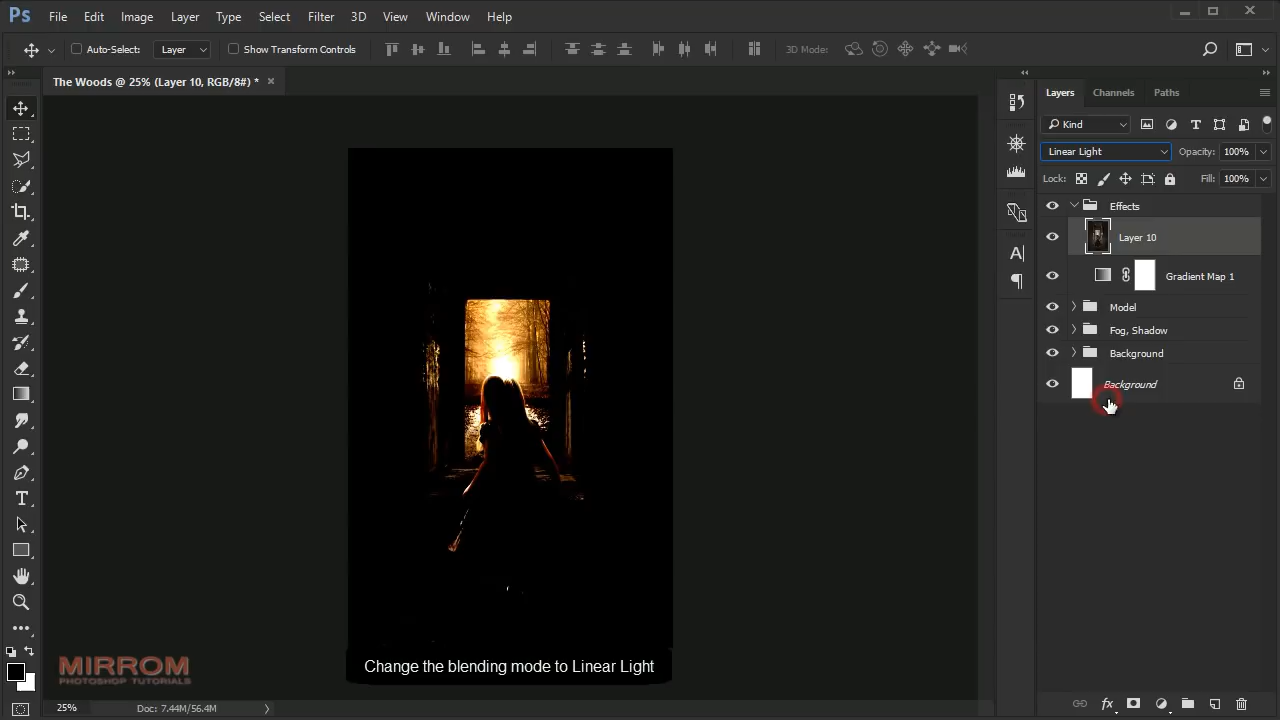 Ps File Edit Image Layer Type Select Filter 3D View Window Help
Auto-Select: Layer Show Transform Controls 3D Mode:
The Woods @ 25% (Layer 10, RGB/8#) *
Layers Channels Paths
Kind
Linear Light Opacity: 100%
Lock: Fill: 100%
Effects
Layer 10
Gradient Map 1
Model
Fog, Shadow
Background
Background
Change the blending mode to Linear Light
MIRROM
PHOTOSHOP TUTORIALS
25% Doc: 7.44M/56.4M